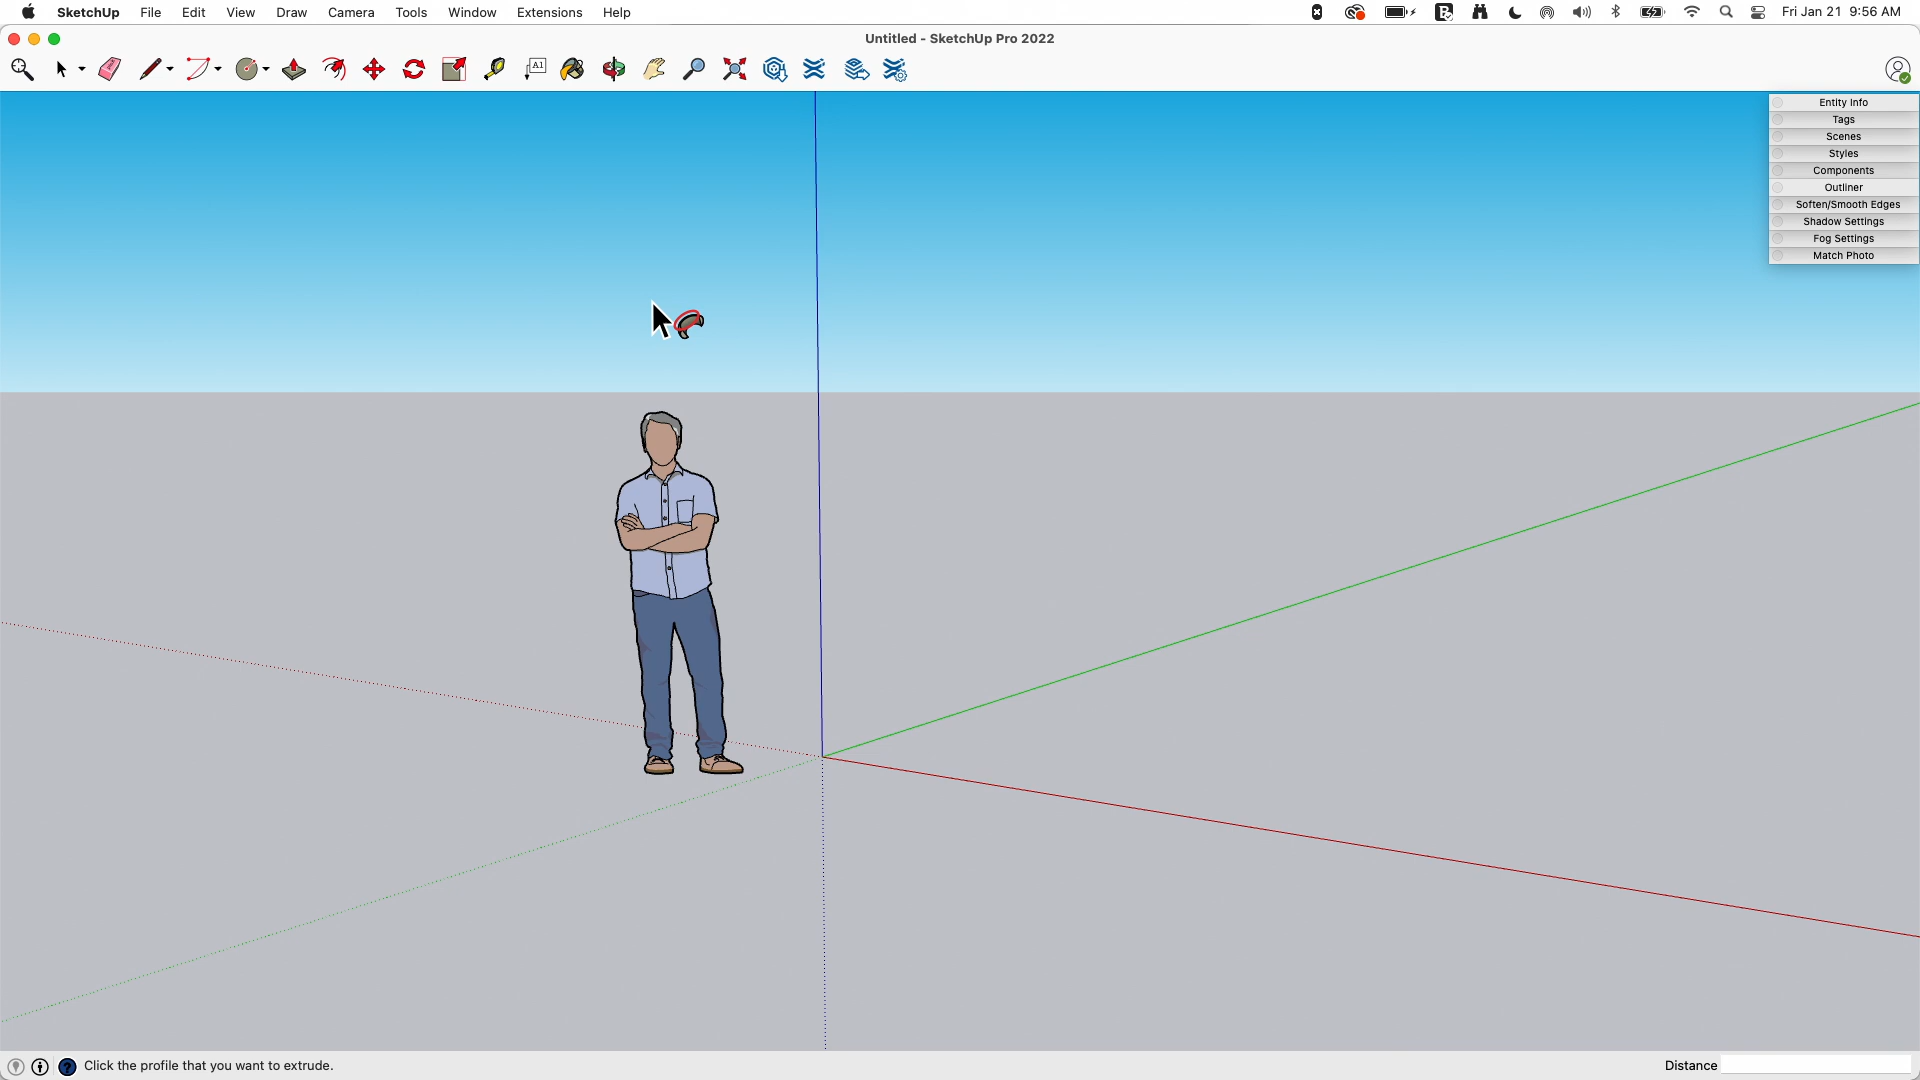 SketchUp File Edit View Draw Camera Tools Window Extensions Help Fri Jan 21 9:56 AM
Untitled - SketchUp Pro 2022
A1
Entity Info
Tags
Scenes
Styles
Components
Outliner
Soften/Smooth Edges
Shadow Settings
Fog Settings
Match Photo
Click the profile that you want to extrude. Distance